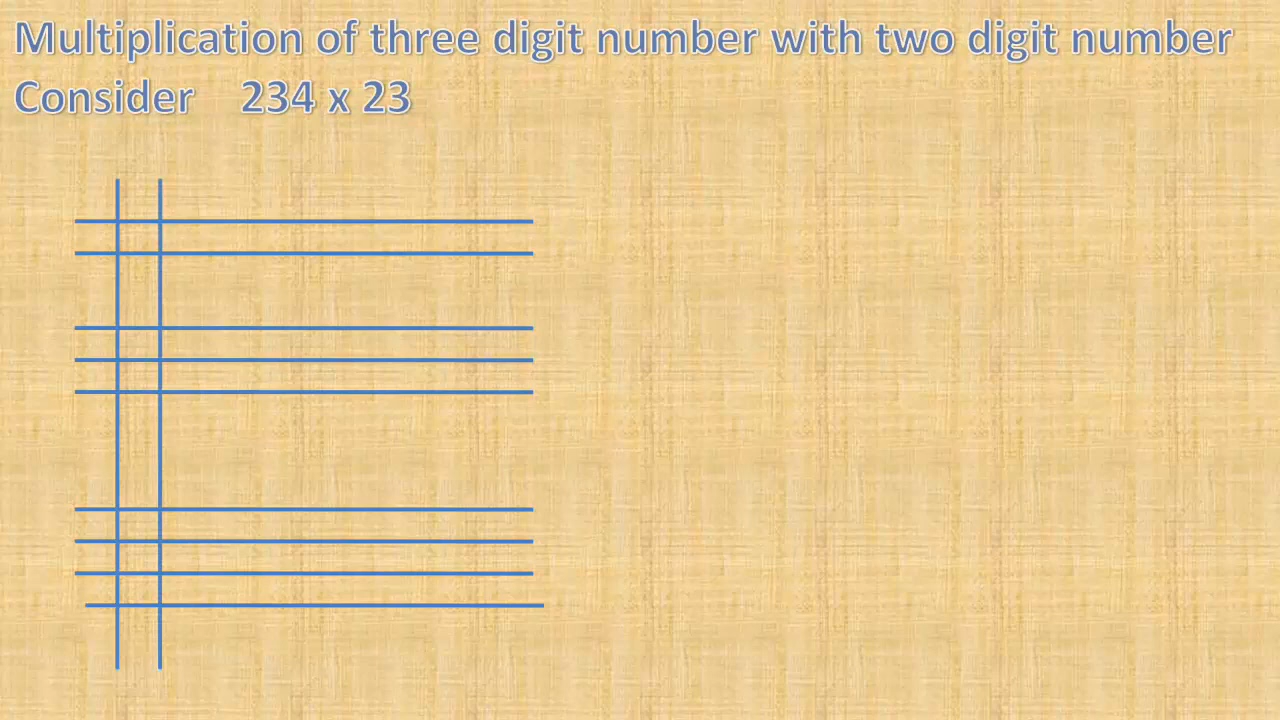 Multiplication of three digit number with two digit number
Consider 234 x 23